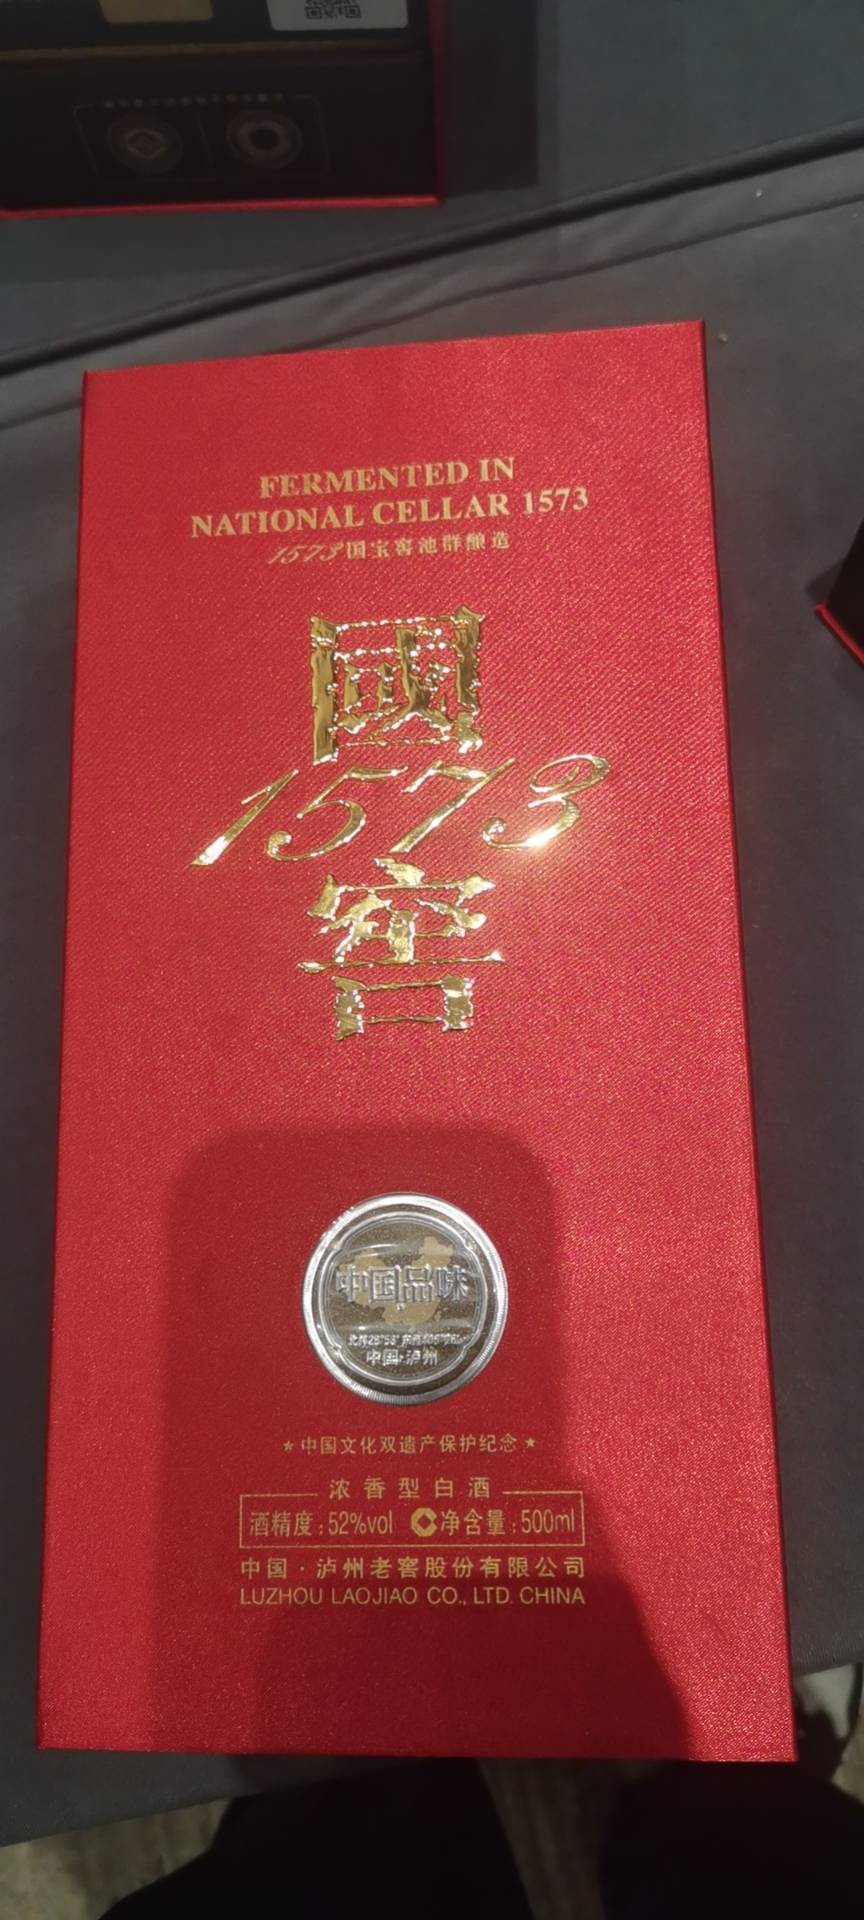 FERMENTED IN
NATIONAL CELLAR 1573
1573国宝窖池群酿造
國
1573
窖
中国品味
中国·泸州
★中国文化双遗产保护纪念★
浓香型白酒
酒精度:52%vol 净含量:500ml
中国·泸州老窖股份有限公司
LUZHOU LAOJIAO CO., LTD. CHINA